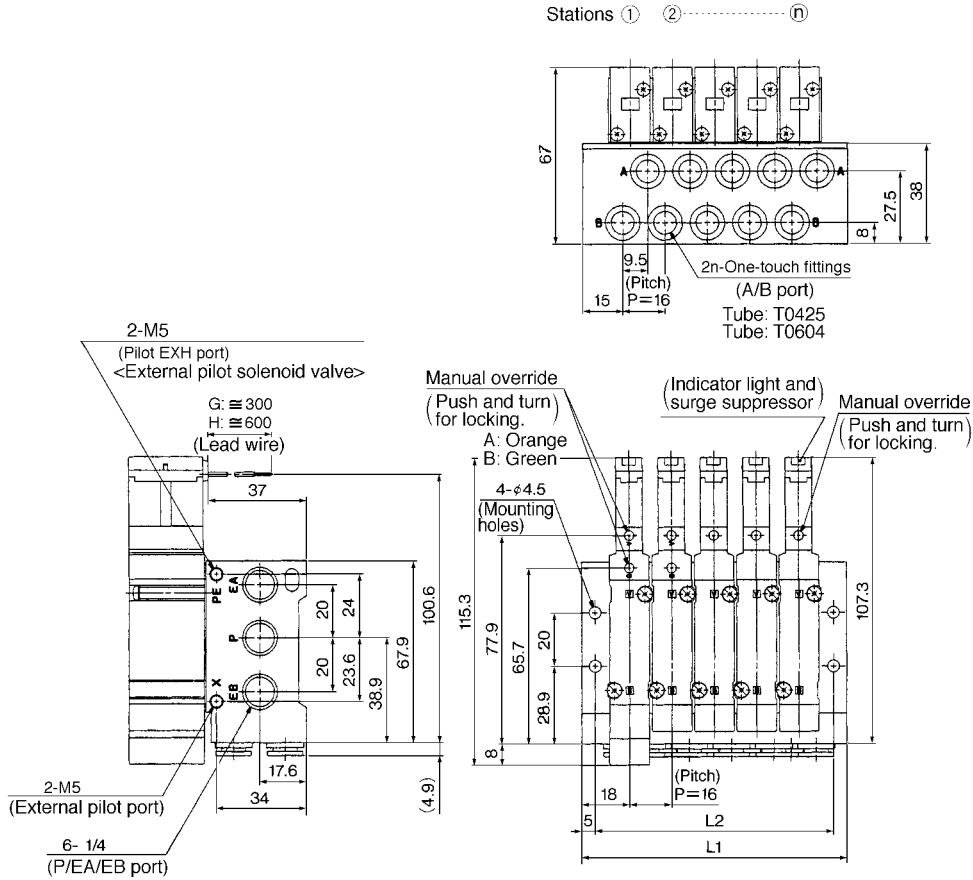 Stations ① ②----------ⓝ
67
A
A
B
B
38
27.5
8
9.5
(Pitch)
P=16
15
2n-One-touch fittings
(A/B port)
Tube: T0425
Tube: T0604
2-M5
(Pilot EXH port)
<External pilot solenoid valve>
G: ≅300
H: ≅600
(Lead wire)
37
PE
EA
P
X
EB
20
24
20
23.6
38.9
67.9
100.6
17.6
34
(4.9)
2-M5
(External pilot port)
6- 1/4
(P/EA/EB port)
Manual override
(Push and turn
for locking.)
A: Orange
B: Green
(Indicator light and
surge suppressor)
Manual override
(Push and turn
for locking.)
4-φ4.5
(Mounting
holes)
115.3
77.9
65.7
20
28.9
8
107.3
18
(Pitch)
P=16
5
L2
L1